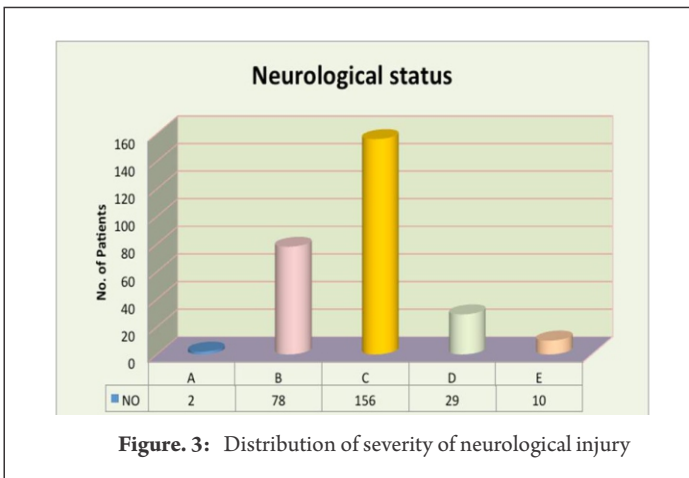 Neurological status
No. of Patients
160
140
120
100
80
60
40
20
0
A B C D E
NO 2 78 156 29 10
Figure. 3: Distribution of severity of neurological injury